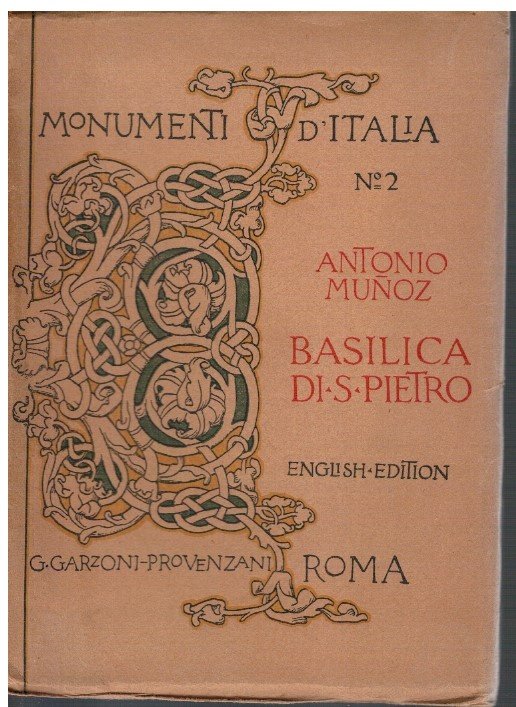 MONUMENTI D'ITALIA
Nº 2
ANTONIO
MUÑOZ
BASILICA
DI·S·PIETRO
ENGLISH·EDITION
G·GARZONI-PROVENZANI ROMA